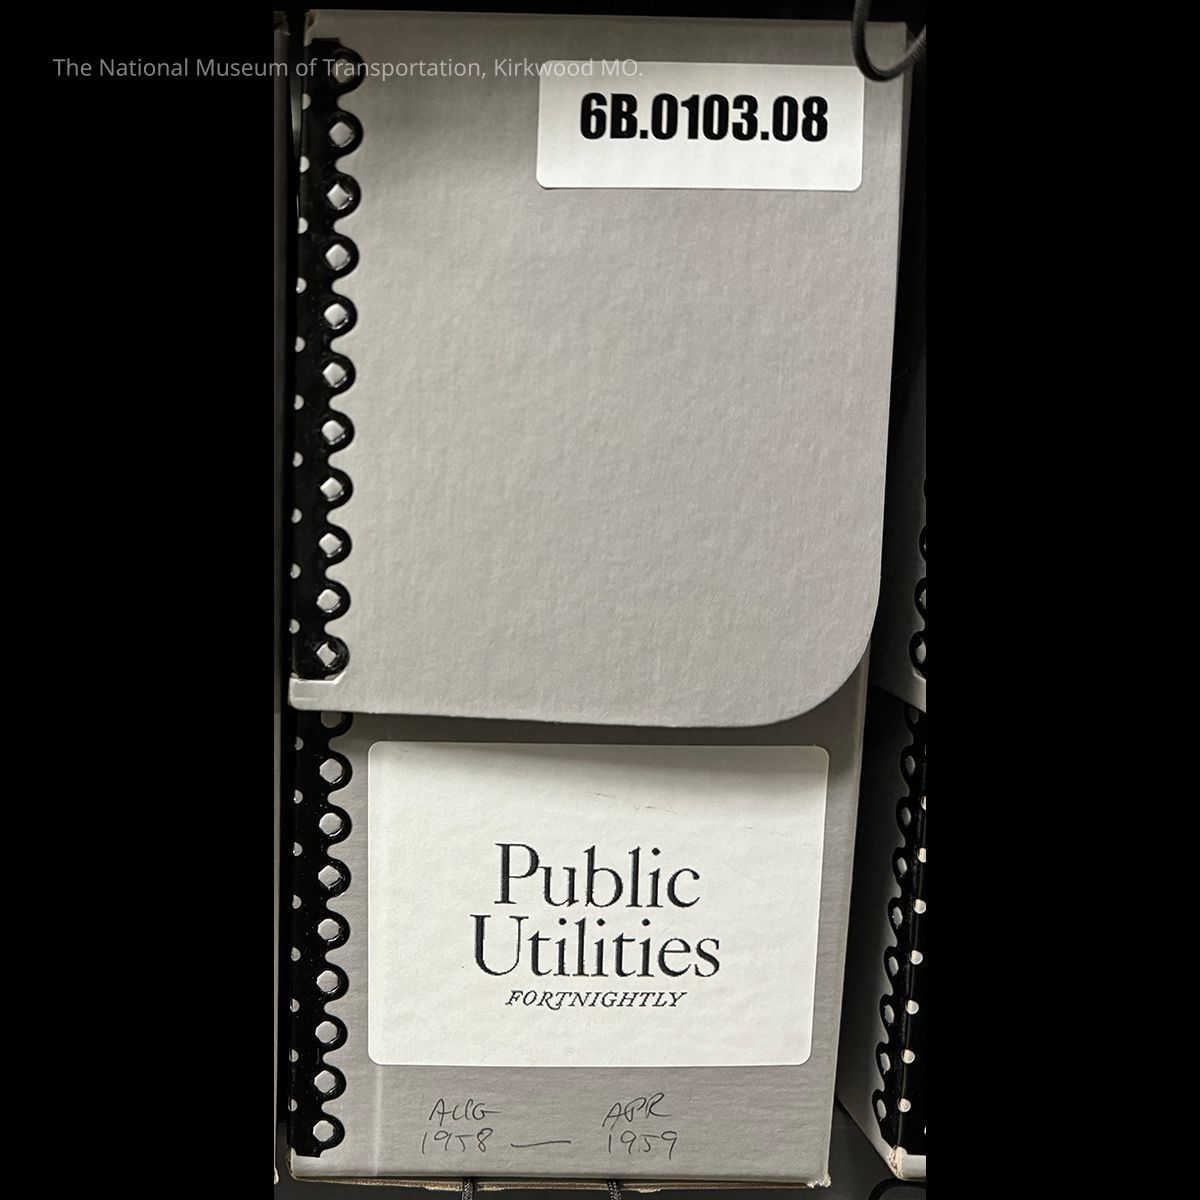 The National Museum of Transportation, Kirkwood MO.
6B.0103.08
Public
Utilities
FORTNIGHTLY
AUG APR
1958 — 1959